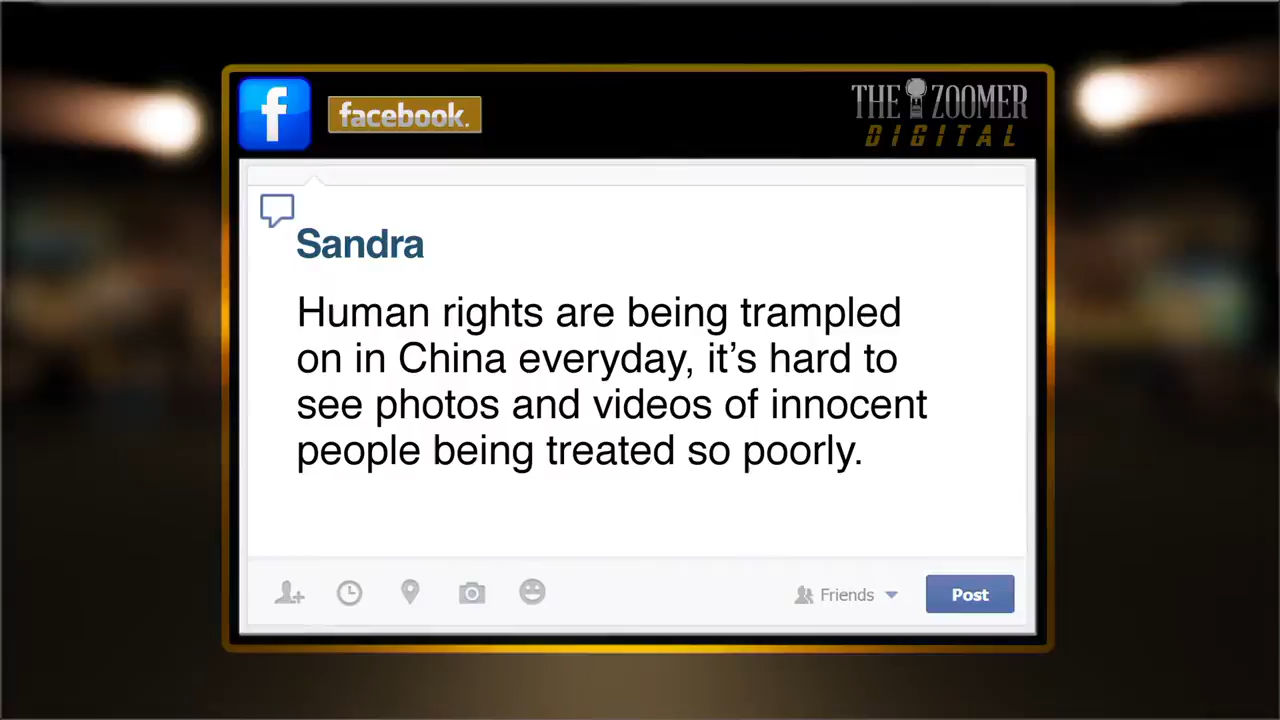 f facebook.
THE ZOOMER
DIGITAL
Sandra
Human rights are being trampled
on in China everyday, it’s hard to
see photos and videos of innocent
people being treated so poorly.
Friends
Post